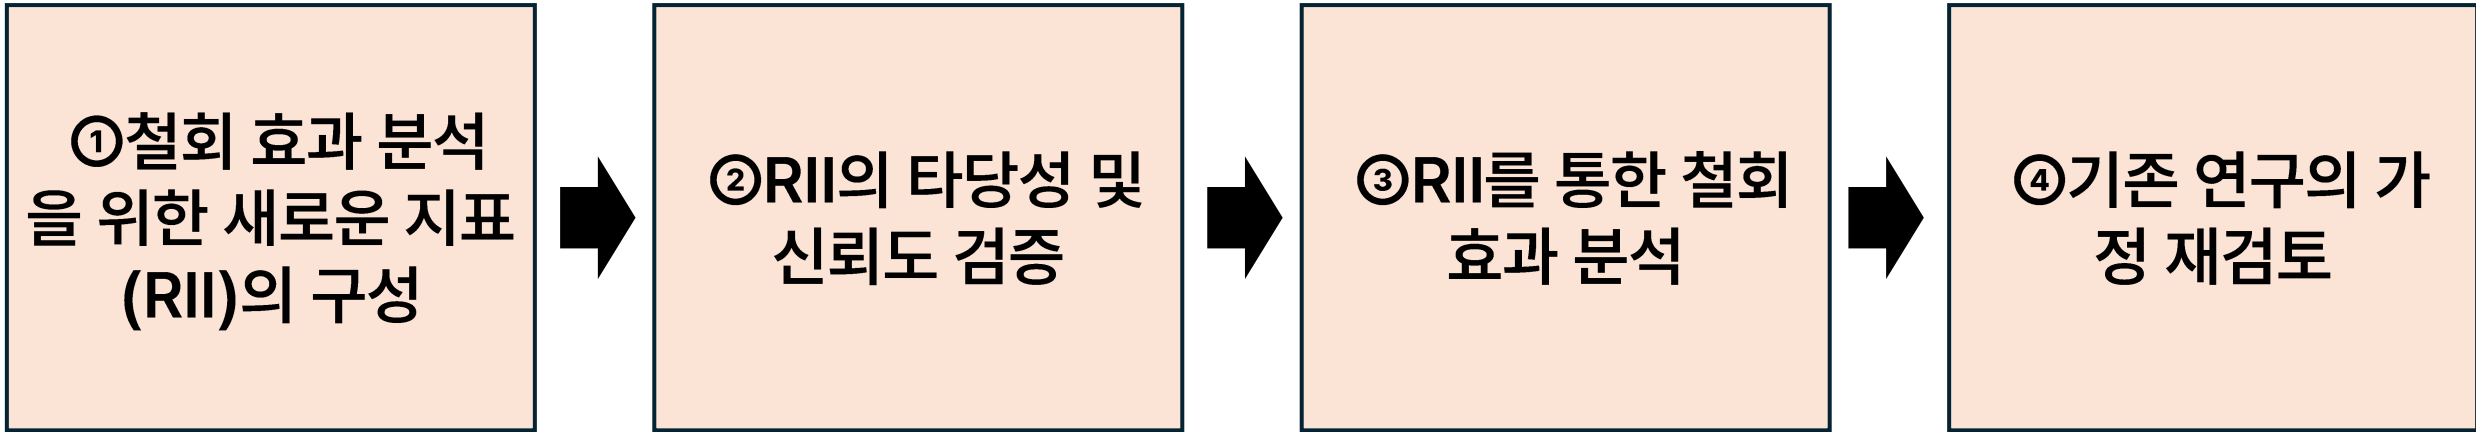 ①철회 효과 분석
을 위한 새로운 지표
(RII)의 구성
②RII의 타당성 및
신뢰도 검증
③RII를 통한 철회
효과 분석
④기존 연구의 가
정 재검토